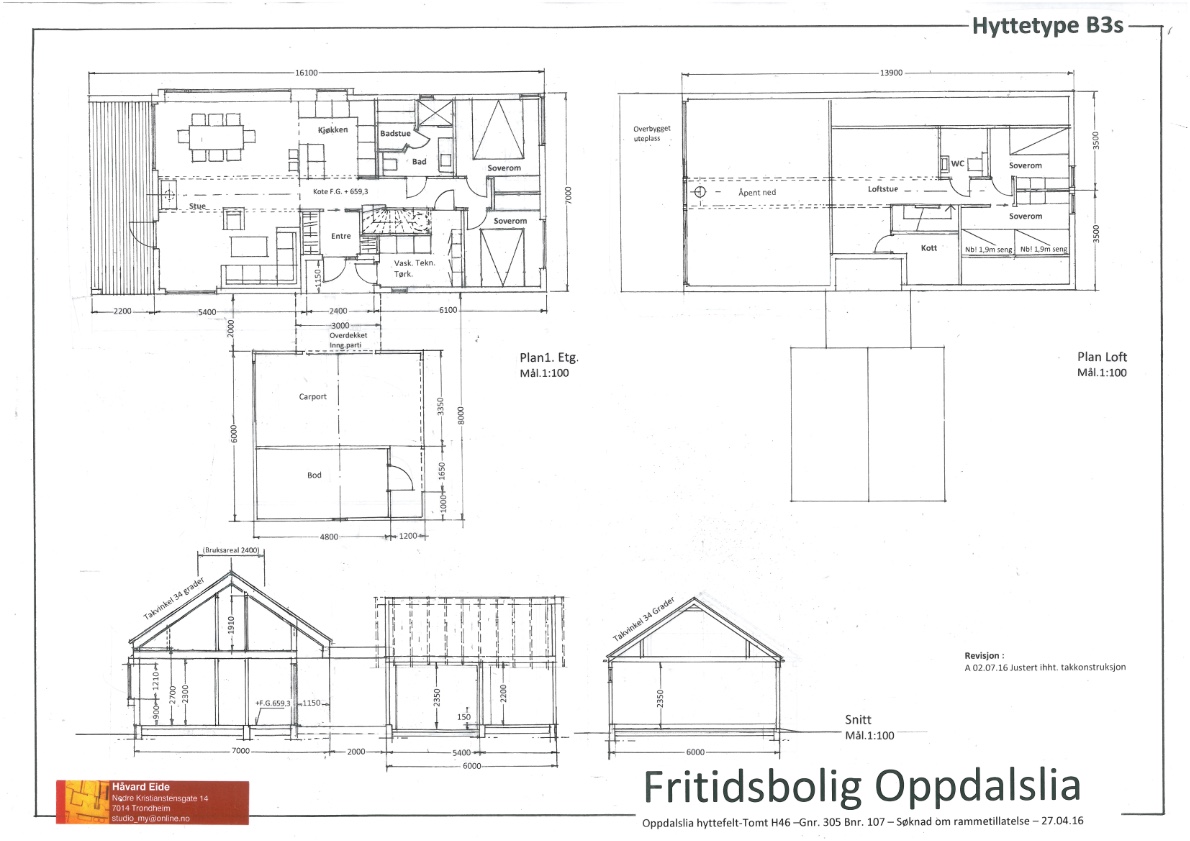 Hyttetype B3s
16100
Kjøkken
Badstue
Bad
Soverom
Kote F.G. + 659,3
Stue
Soverom
Entre
Vask. Tekn.
Tørk.
1150
7000
2200
5400
2400
6100
3000
2000
Overdekket
Inng.parti
Plan1. Etg.
Mål.1:100
Carport
Bod
6000
3350
1650
1000
8000
4800
1200
13900
Overbygget
uteplass
WC
Soverom
Åpent ned
Loftstue
Soverom
Kott
Nb! 1,9m seng
Nb! 1,9m seng
3500
3500
Plan Loft
Mål.1:100
(Bruksareal 2400)
Takvinkel 34 grader
1910
1210
900
2700
2300
+F.G.659.3
1150
7000
2000
2350
150
2200
5400
6000
Takvinkel 34 Grader
2350
6000
Snitt
Mål.1:100
Revisjon :
A 02.07.16 Justert ihht. takkonstruksjon
Håvard Eide
Nedre Kristianstensgate 14
7014 Trondheim
studio_my@online.no
Fritidsbolig Oppdalslia
Oppdalslia hyttefelt-Tomt H46 –Gnr. 305 Bnr. 107 – Søknad om rammetillatelse – 27.04.16